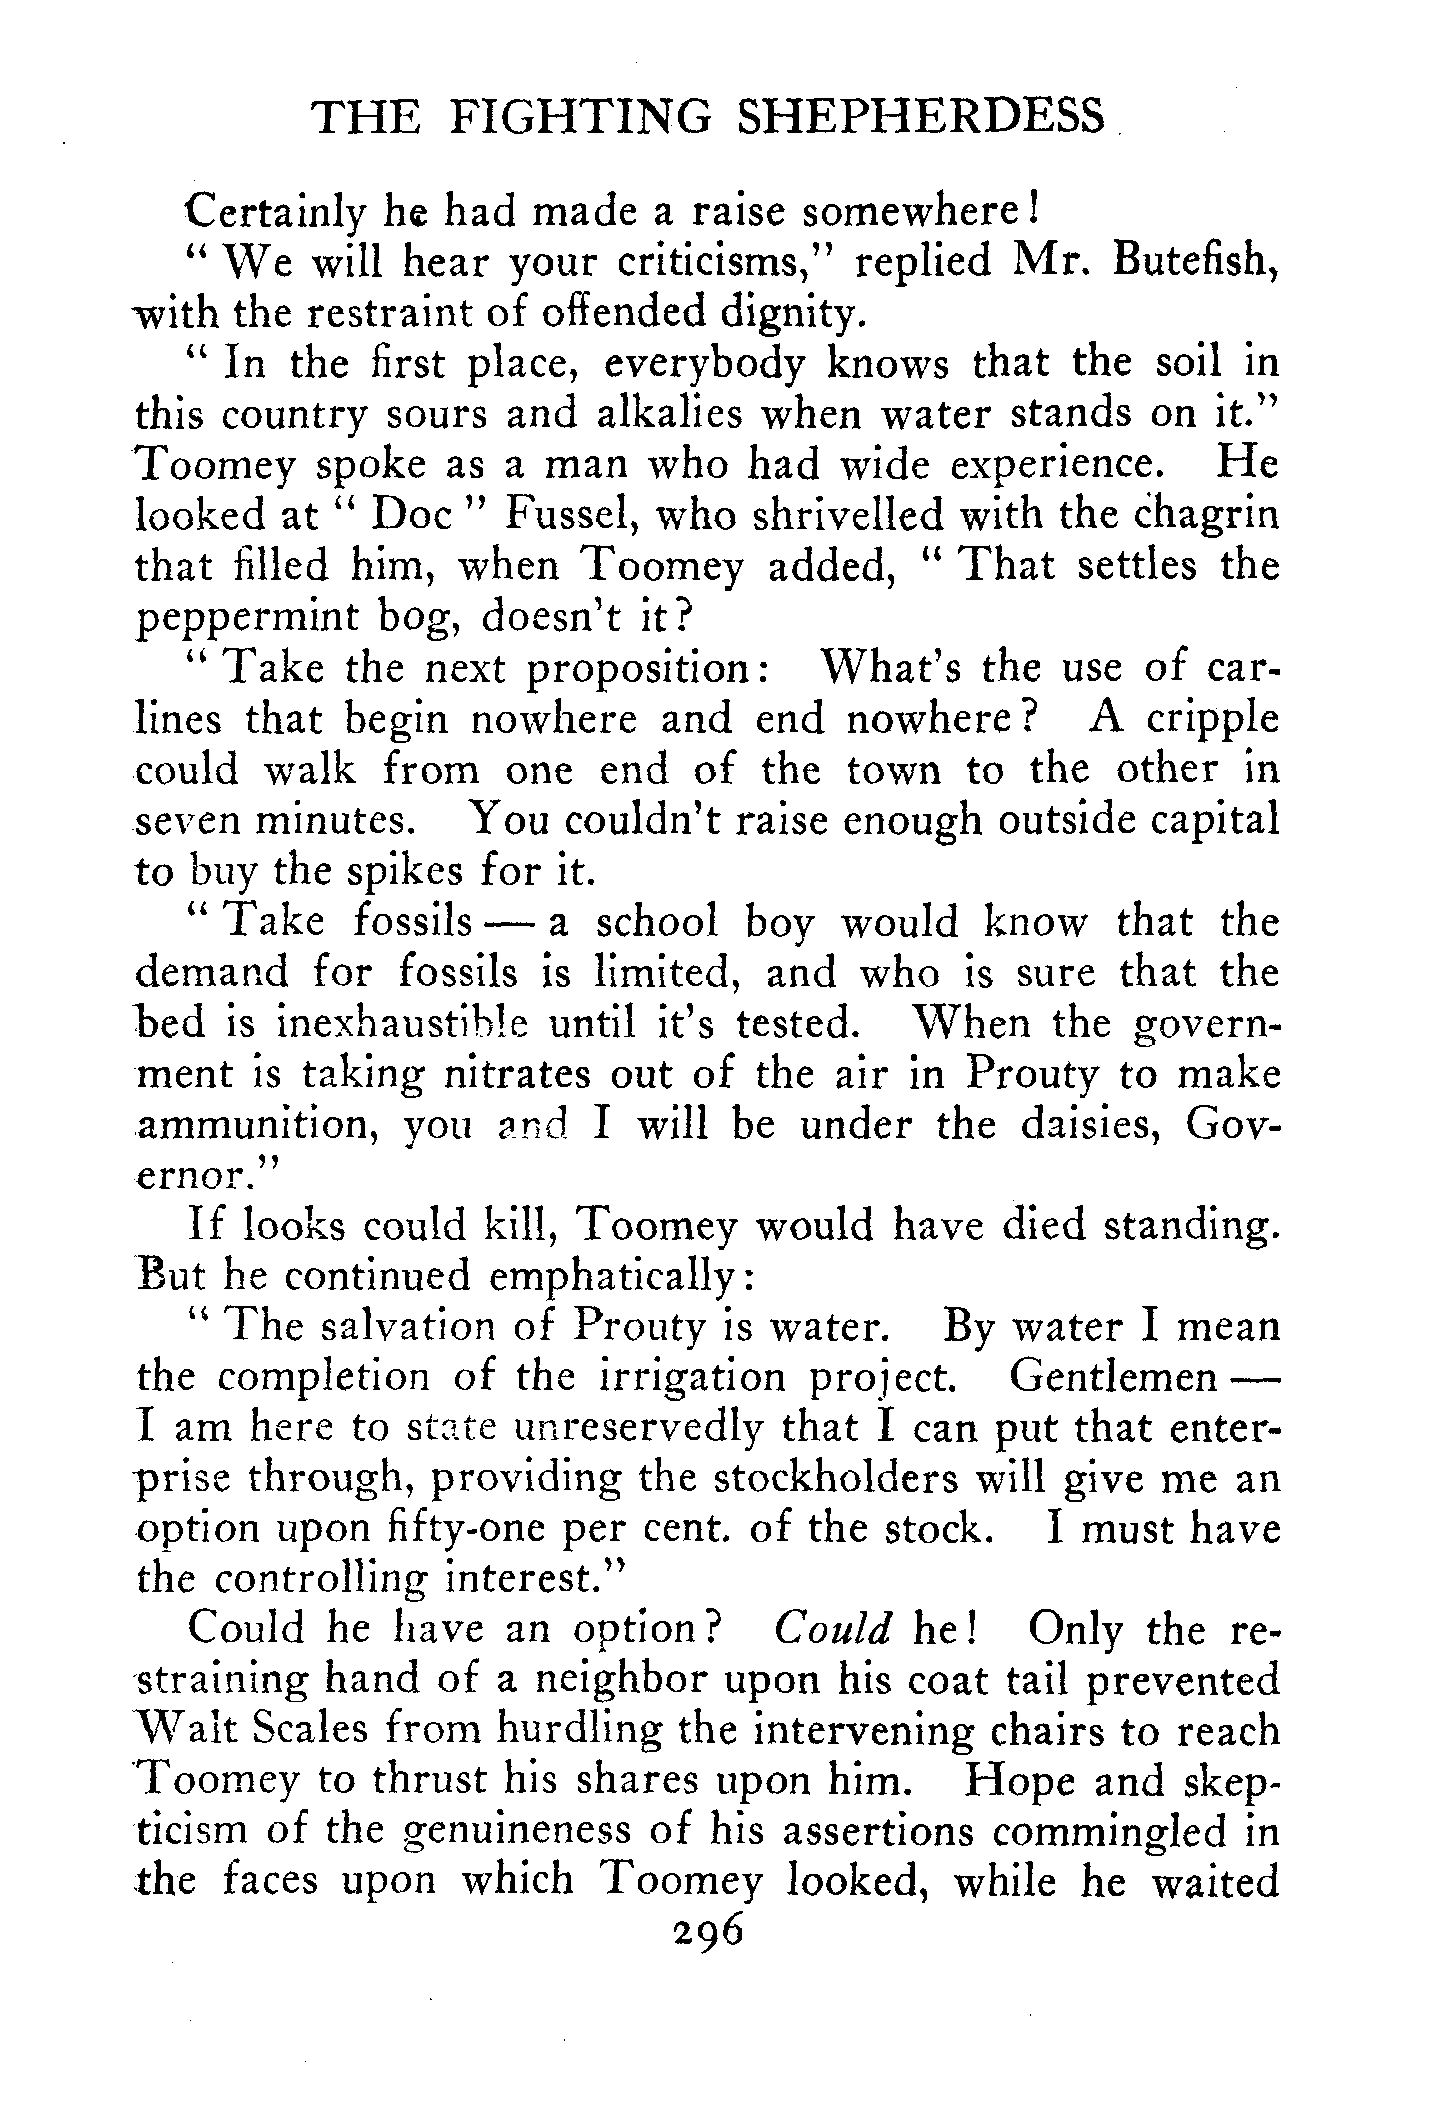 THE FIGHTING SHEPHERDESS
Certainly he had made a raise somewhere!
“ We will hear your criticisms,” replied Mr. Butefish,
with the restraint of offended dignity.
“ In the first place, everybody knows that the soil in
this country sours and alkalies when water stands on it.”
Toomey spoke as a man who had wide experience. He
looked at “ Doc ” Fussel, who shrivelled with the chagrin
that filled him, when Toomey added, “ That settles the
peppermint bog, doesn't it?
“ Take the next proposition: What's the use of car-
lines that begin nowhere and end nowhere? A cripple
could walk from one end of the town to the other in
seven minutes. You couldn't raise enough outside capital
to buy the spikes for it.
“ Take fossils — a school boy would know that the
demand for fossils is limited, and who is sure that the
bed is inexhaustible until it's tested. When the govern-
ment is taking nitrates out of the air in Prouty to make
ammunition, you and I will be under the daisies, Gov-
ernor.”
If looks could kill, Toomey would have died standing.
But he continued emphatically:
“ The salvation of Prouty is water. By water I mean
the completion of the irrigation project. Gentlemen —
I am here to state unreservedly that I can put that enter-
prise through, providing the stockholders will give me an
option upon fifty-one per cent. of the stock. I must have
the controlling interest.”
Could he have an option? Could he! Only the re-
straining hand of a neighbor upon his coat tail prevented
Walt Scales from hurdling the intervening chairs to reach
Toomey to thrust his shares upon him. Hope and skep-
ticism of the genuineness of his assertions commingled in
the faces upon which Toomey looked, while he waited
296